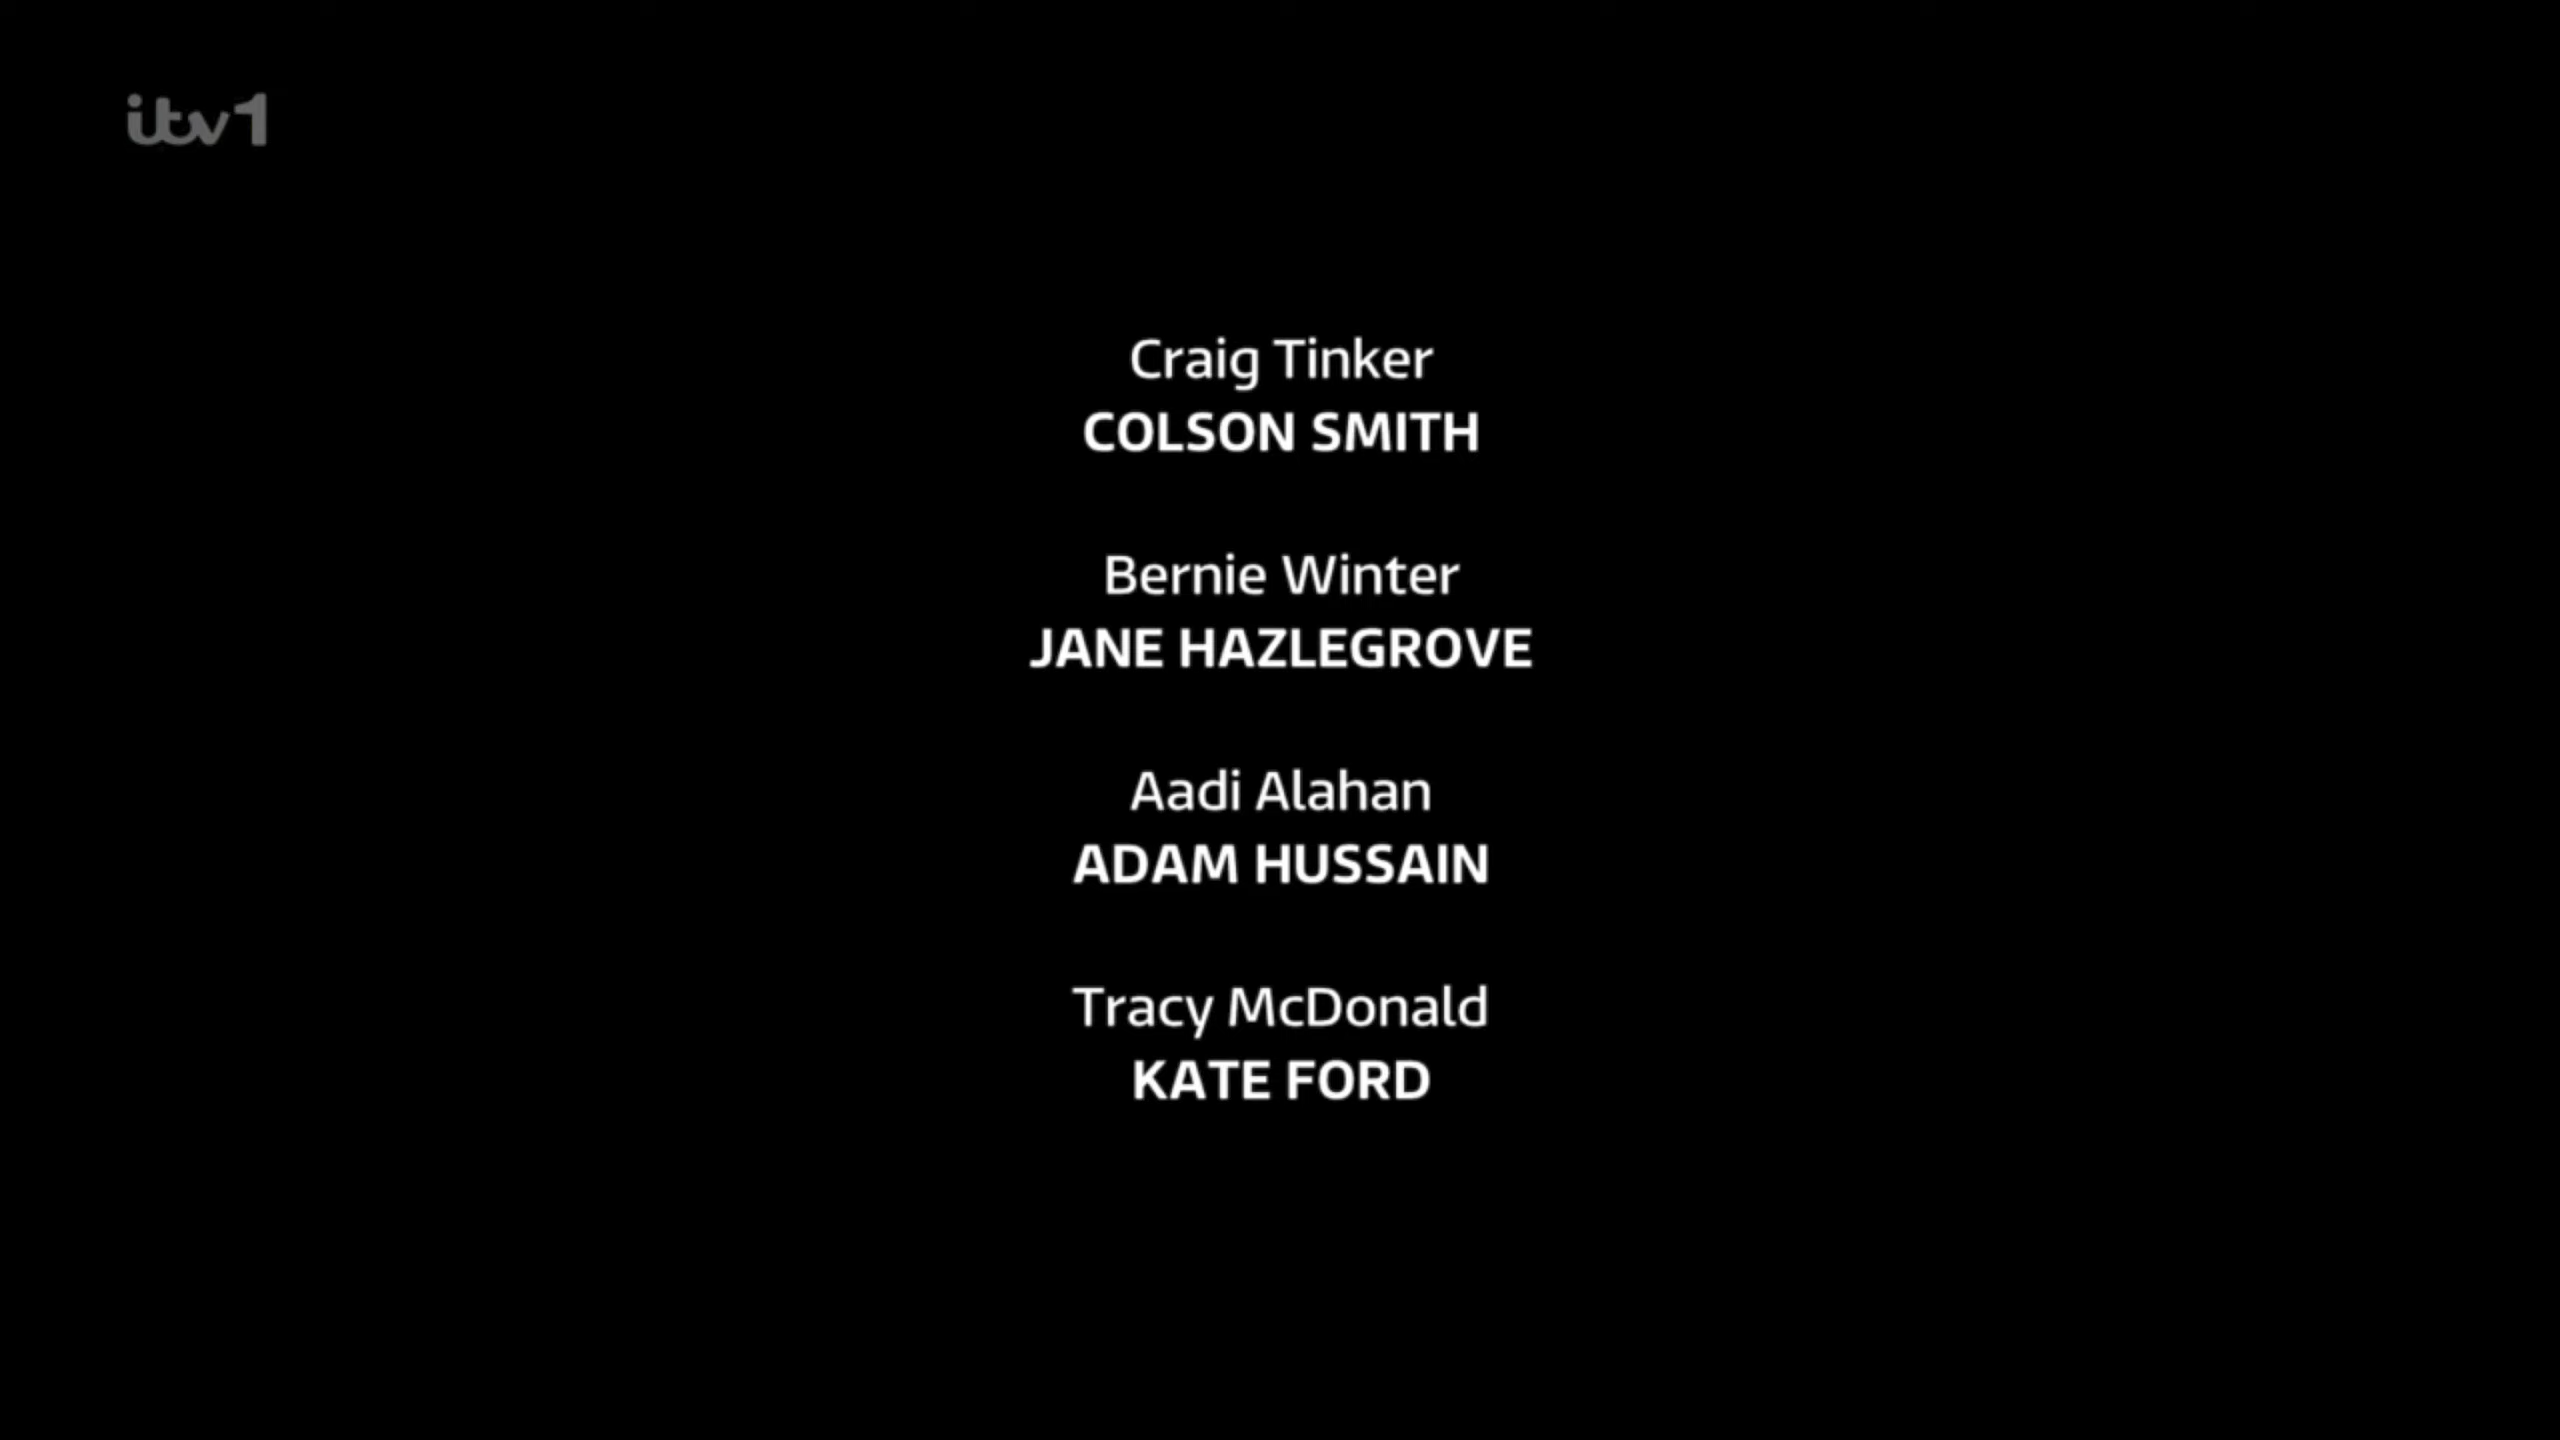 itv1
Craig Tinker
COLSON SMITH
Bernie Winter
JANE HAZLEGROVE
Aadi Alahan
ADAM HUSSAIN
Tracy McDonald
KATE FORD